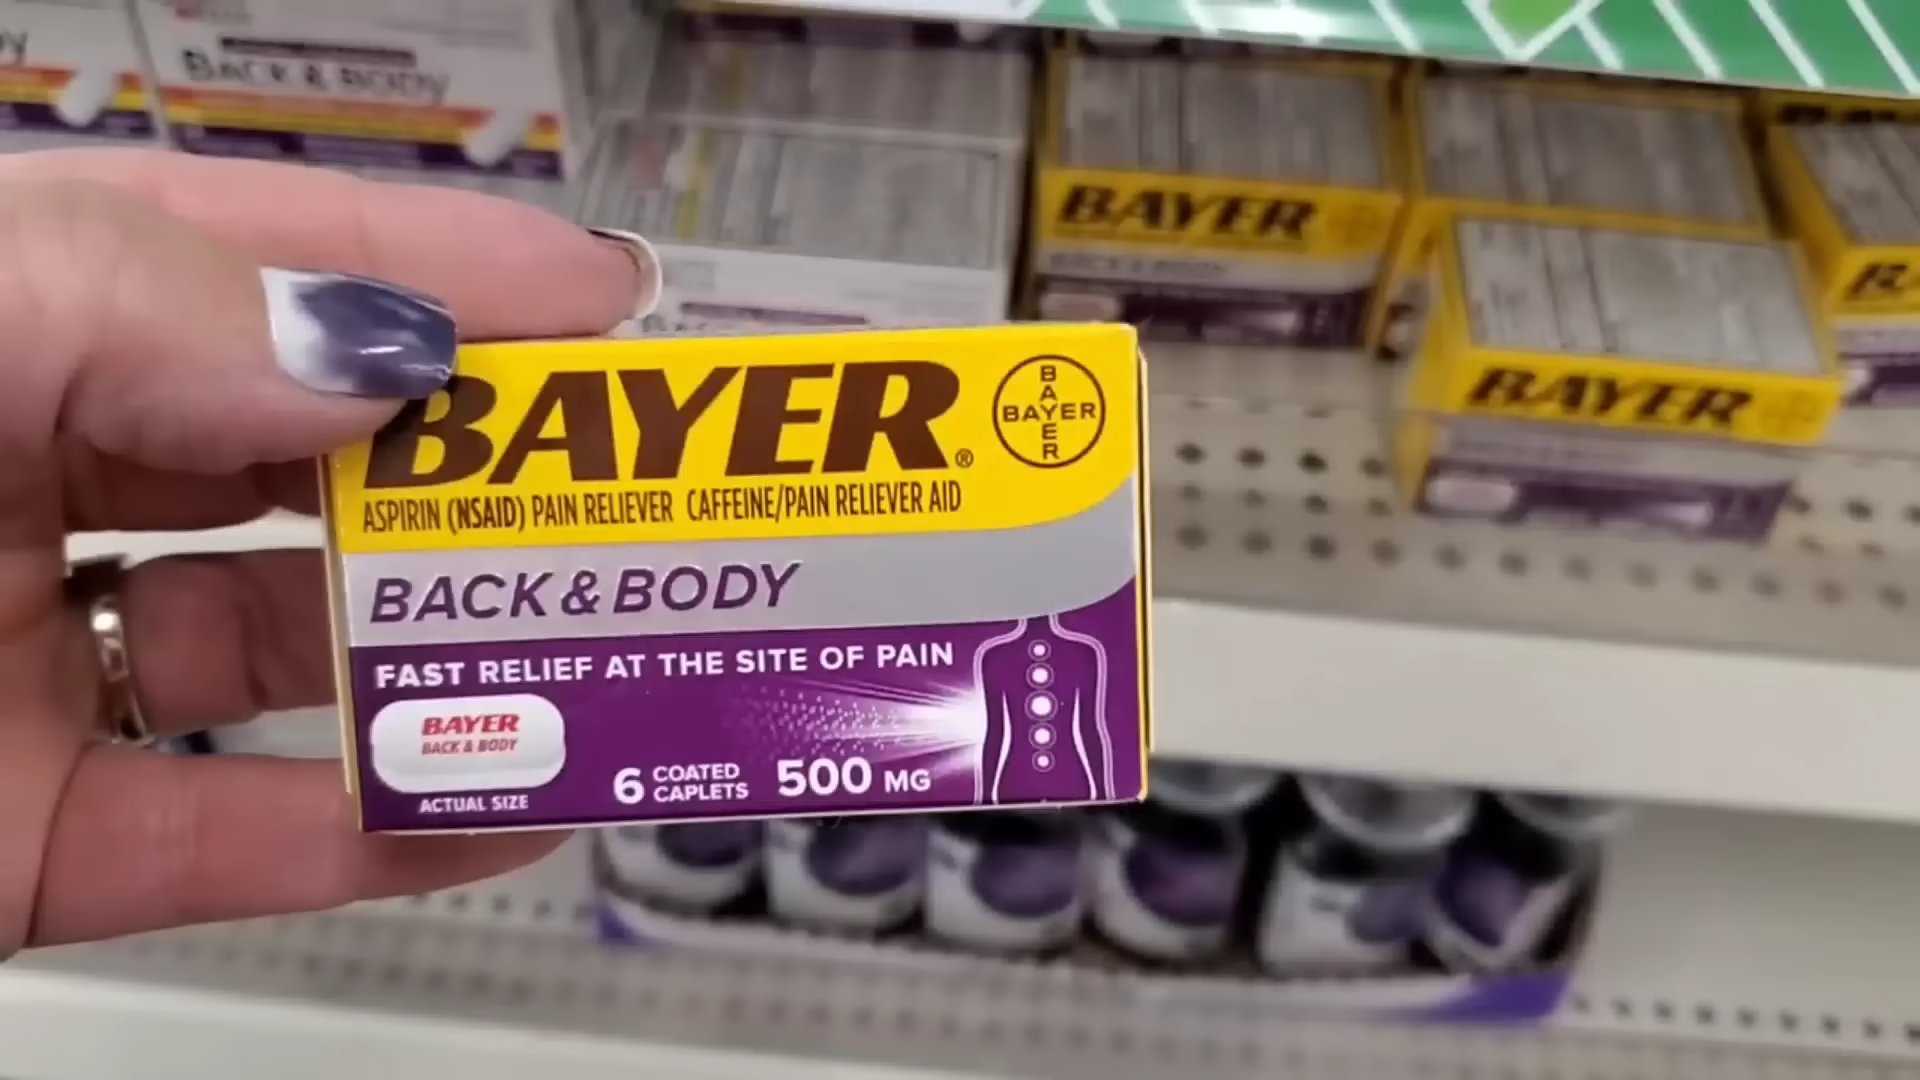 BACK & BODY
BAYER
BAYER
BAYER®
BAYER
BAYER
ASPIRIN (NSAID) PAIN RELIEVER CAFFEINE/PAIN RELIEVER AID
BACK & BODY
FAST RELIEF AT THE SITE OF PAIN
BAYER
BACK & BODY
ACTUAL SIZE
6 COATED
CAPLETS
500 MG